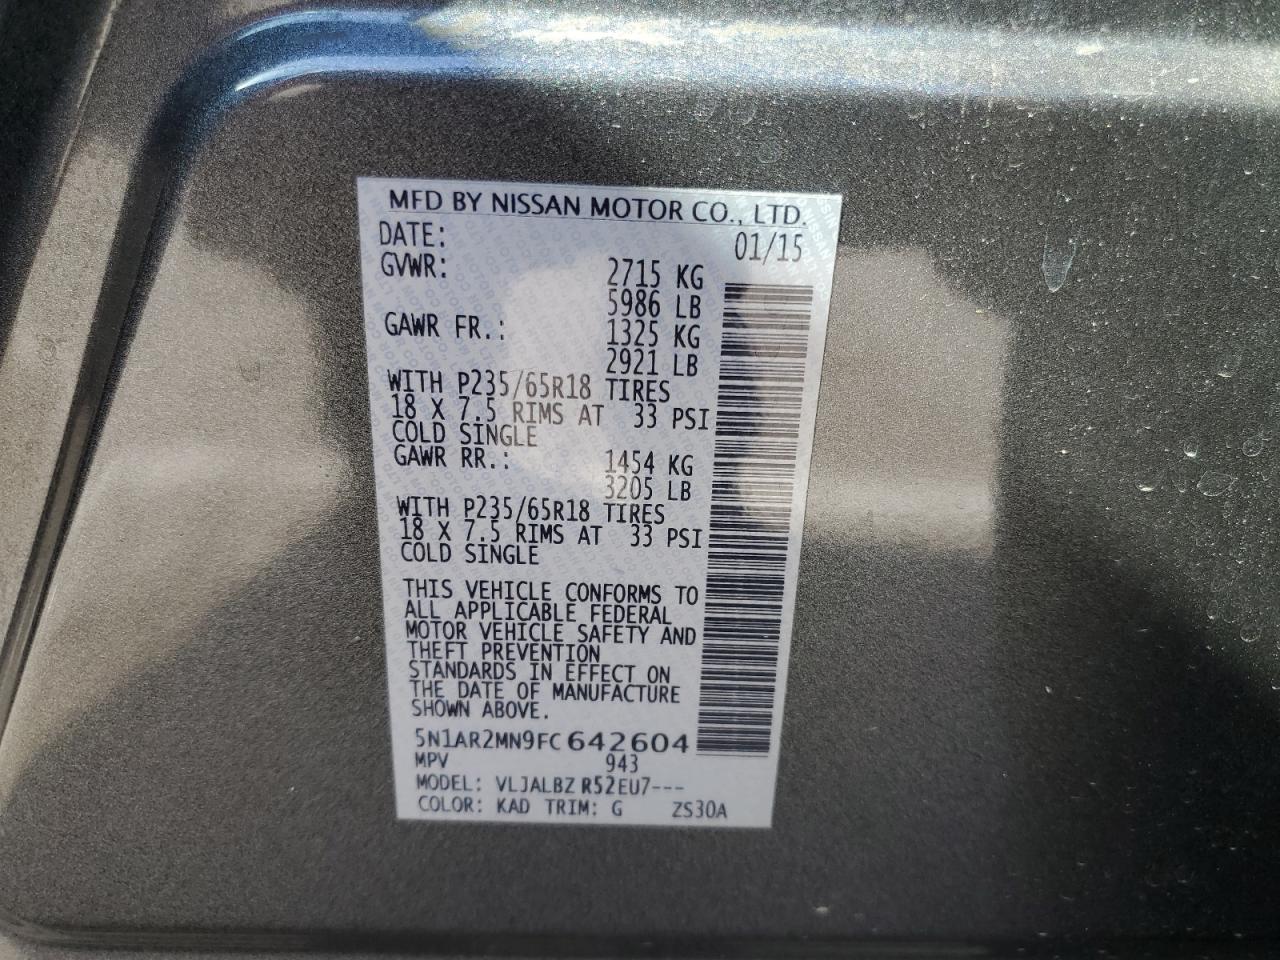 MFD BY NISSAN MOTOR CO., LTD.
DATE: 01/15
GVWR: 2715 KG
5986 LB
GAWR FR.: 1325 KG
2921 LB
WITH P235/65R18 TIRES
18 X 7.5 RIMS AT 33 PSI
COLD SINGLE
GAWR RR.: 1454 KG
3205 LB
WITH P235/65R18 TIRES
18 X 7.5 RIMS AT 33 PSI
COLD SINGLE
THIS VEHICLE CONFORMS TO
ALL APPLICABLE FEDERAL
MOTOR VEHICLE SAFETY AND
THEFT PREVENTION
STANDARDS IN EFFECT ON
THE DATE OF MANUFACTURE
SHOWN ABOVE.
5N1AR2MN9FC642604
MPV 943
MODEL: VLJALBZ R52EU7---
COLOR: KAD TRIM: G ZS30A